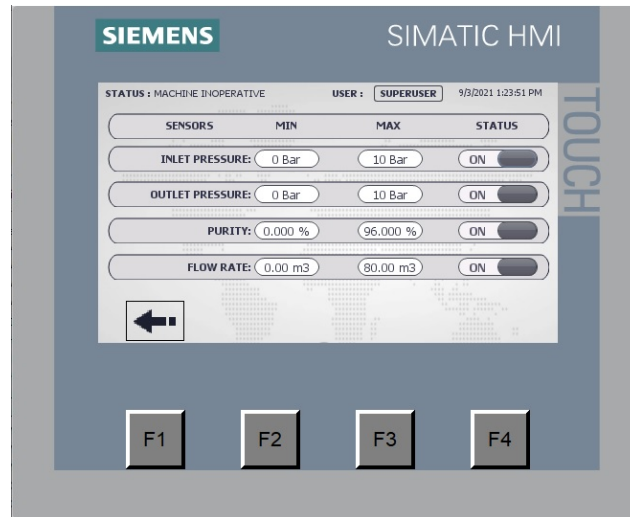 SIEMENS SIMATIC HMI
TOUCH
STATUS : MACHINE INOPERATIVE USER : SUPERUSER 9/3/2021 1:23:51 PM
SENSORS MIN MAX STATUS
INLET PRESSURE: 0 Bar 10 Bar ON
OUTLET PRESSURE: 0 Bar 10 Bar ON
PURITY: 0.000 % 96.000 % ON
FLOW RATE: 0.00 m3 80.00 m3 ON
F1 F2 F3 F4